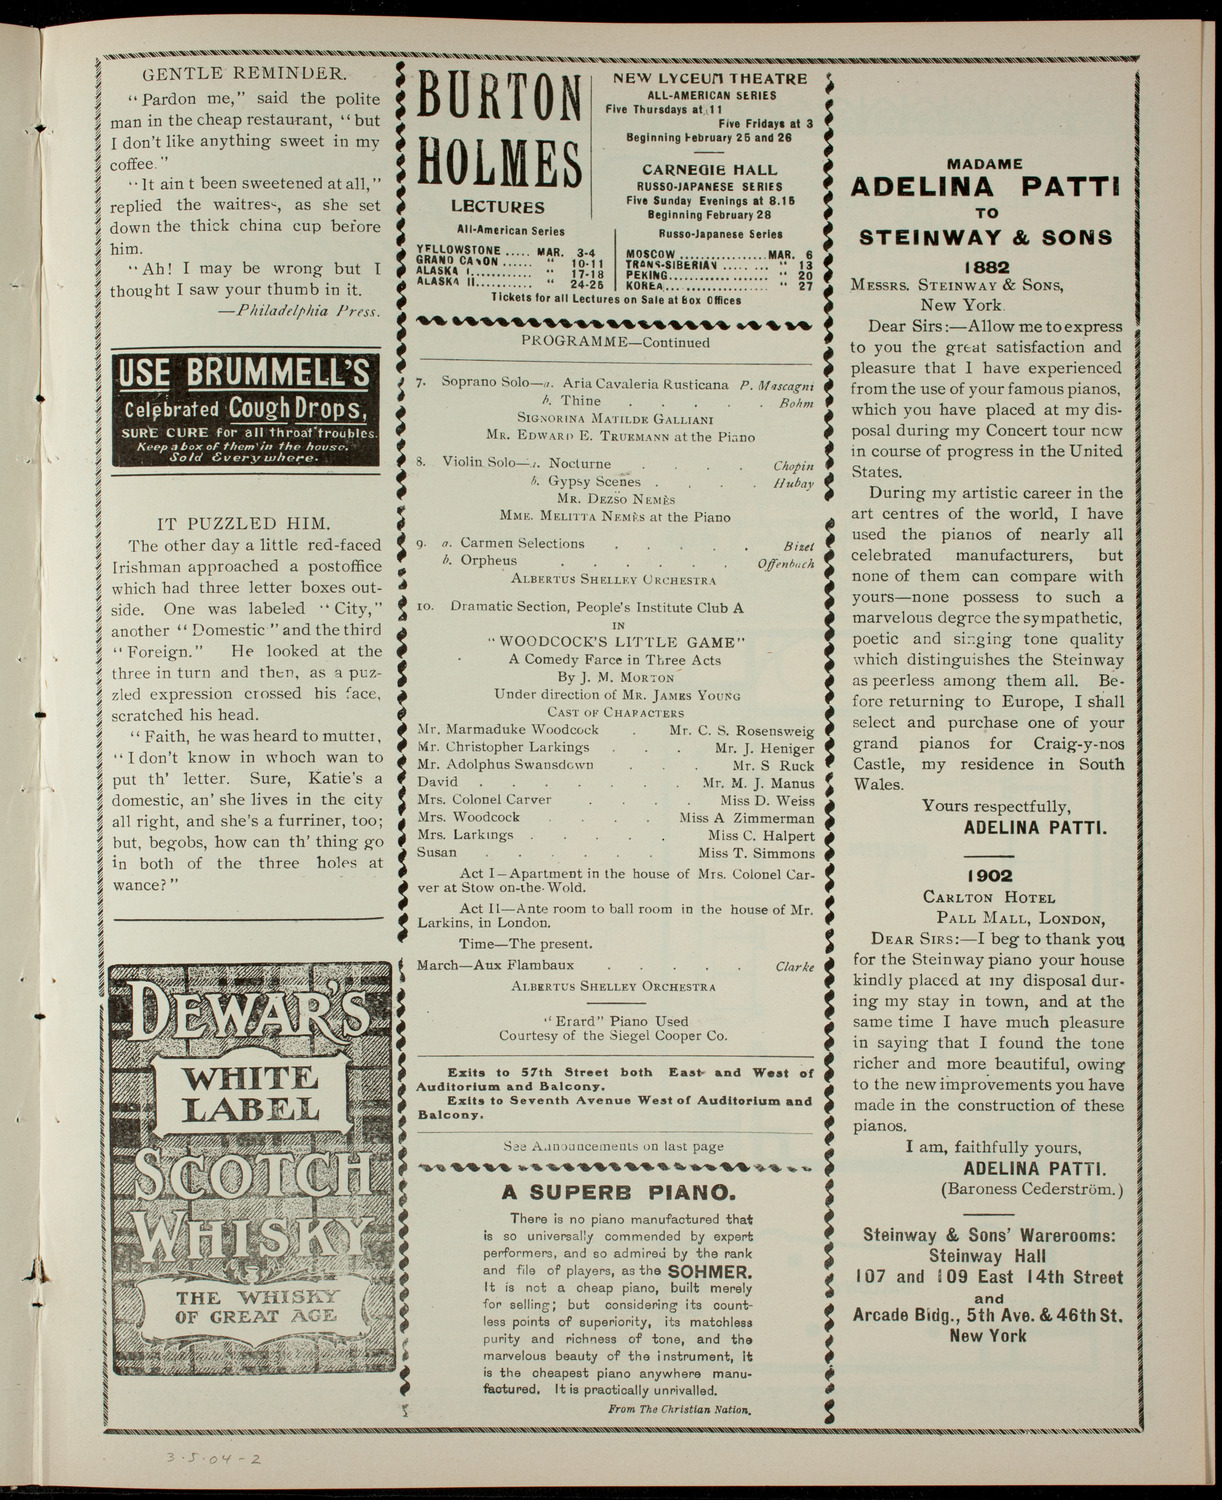 GENTLE REMINDER.
"Pardon me," said the polite
man in the cheap restaurant, "but
I don't like anything sweet in my
coffee."
"It ain t been sweetened at all,"
replied the waitress, as she set
down the thick china cup before
him.
"Ah! I may be wrong but I
thought I saw your thumb in it.
—Philadelphia Press.
USE BRUMMELL'S
Celebrated Cough Drops,
SURE CURE for all throat troubles.
Keep a box of them in the house.
Sold Everywhere.
IT PUZZLED HIM.
The other day a little red-faced
Irishman approached a postoffice
which had three letter boxes out-
side. One was labeled "City,"
another "Domestic" and the third
"Foreign." He looked at the
three in turn and then, as a puz-
zled expression crossed his face,
scratched his head.
"Faith, he was heard to mutter,
"I don't know in whoch wan to
put th' letter. Sure, Katie's a
domestic, an' she lives in the city
all right, and she's a furriner, too;
but, begobs, how can th' thing go
in both of the three holes at
wance?"
DEWAR'S
WHITE
LABEL
SCOTCH
WHISKY
THE WHISKY
OF GREAT AGE
BURTON
HOLMES
LECTURES
NEW LYCEUM THEATRE
ALL-AMERICAN SERIES
Five Thursdays at 11
Five Fridays at 3
Beginning February 25 and 26
CARNEGIE HALL
RUSSO-JAPANESE SERIES
Five Sunday Evenings at 8.15
Beginning February 28
All-American Series
YELLOWSTONE ..... MAR. 3-4
GRAND CANON ...... " 10-11
ALASKA I........... " 17-18
ALASKA II.......... " 24-25
Russo-Japanese Series
MOSCOW ................MAR. 6
TRANS-SIBERIAN ..... ... " 13
PEKING.................. " 20
KOREA... ................ " 27
Tickets for all Lectures on Sale at Box Offices
PROGRAMME—Continued
7. Soprano Solo—a. Aria Cavaleria Rusticana P. Mascagni
b. Thine . . . . . Bohm
SIGNORINA MATILDE GALLIANI
MR. EDWARD E. TRUEMANN at the Piano
8. Violin Solo—a. Nocturne . . . . Chopin
b. Gypsy Scenes . . . . Hubay
MR. DEZSO NEMÈS
MME. MELITTA NEMÈS at the Piano
9. a. Carmen Selections . . . . . Bizet
b. Orpheus . . . . . . Offenbach
ALBERTUS SHELLEY ORCHESTRA
10. Dramatic Section, People's Institute Club A
IN
"WOODCOCK'S LITTLE GAME"
A Comedy Farce in Three Acts
By J. M. MORTON
Under direction of MR. JAMES YOUNG
CAST OF CHARACTERS
Mr. Marmaduke Woodcock . Mr. C. S. Rosensweig
Mr. Christopher Larkings . . . Mr. J. Heniger
Mr. Adolphus Swansdown . . . Mr. S Ruck
David . . . . . . . Mr. M. J. Manus
Mrs. Colonel Carver . . . . Miss D. Weiss
Mrs. Woodcock . . . . Miss A Zimmerman
Mrs. Larkings . . . . Miss C. Halpert
Susan . . . . . . Miss T. Simmons
Act I—Apartment in the house of Mrs. Colonel Car-
ver at Stow on-the-Wold.
Act II—Ante room to ball room in the house of Mr.
Larkins, in London.
Time—The present.
March—Aux Flambaux . . . . . Clarke
ALBERTUS SHELLEY ORCHESTRA
"Erard" Piano Used
Courtesy of the Siegel Cooper Co.
Exits to 57th Street both East and West of
Auditorium and Balcony.
Exits to Seventh Avenue West of Auditorium and
Balcony.
See Announcements on last page
A SUPERB PIANO.
There is no piano manufactured that
is so universally commended by expert
performers, and so admired by the rank
and file of players, as the SOHMER.
It is not a cheap piano, built merely
for selling; but considering its count-
less points of superiority, its matchless
purity and richness of tone, and the
marvelous beauty of the instrument, it
is the cheapest piano anywhere manu-
factured. It is practically unrivalled.
From The Christian Nation.
MADAME
ADELINA PATTI
TO
STEINWAY & SONS
1882
MESSRS. STEINWAY & SONS,
New York.
Dear Sirs:—Allow me to express
to you the great satisfaction and
pleasure that I have experienced
from the use of your famous pianos,
which you have placed at my dis-
posal during my Concert tour now
in course of progress in the United
States.
During my artistic career in the
art centres of the world, I have
used the pianos of nearly all
celebrated manufacturers, but
none of them can compare with
yours—none possess to such a
marvelous degree the sympathetic,
poetic and singing tone quality
which distinguishes the Steinway
as peerless among them all. Be-
fore returning to Europe, I shall
select and purchase one of your
grand pianos for Craig-y-nos
Castle, my residence in South
Wales.
Yours respectfully,
ADELINA PATTI.
1902
CARLTON HOTEL
PALL MALL, LONDON,
DEAR SIRS:—I beg to thank you
for the Steinway piano your house
kindly placed at my disposal dur-
ing my stay in town, and at the
same time I have much pleasure
in saying that I found the tone
richer and more beautiful, owing
to the new improvements you have
made in the construction of these
pianos.
I am, faithfully yours,
ADELINA PATTI.
(Baroness Cederström.)
Steinway & Sons' Warerooms:
Steinway Hall
107 and 109 East 14th Street
and
Arcade Bldg., 5th Ave. & 46th St.
New York
3.5.04-2